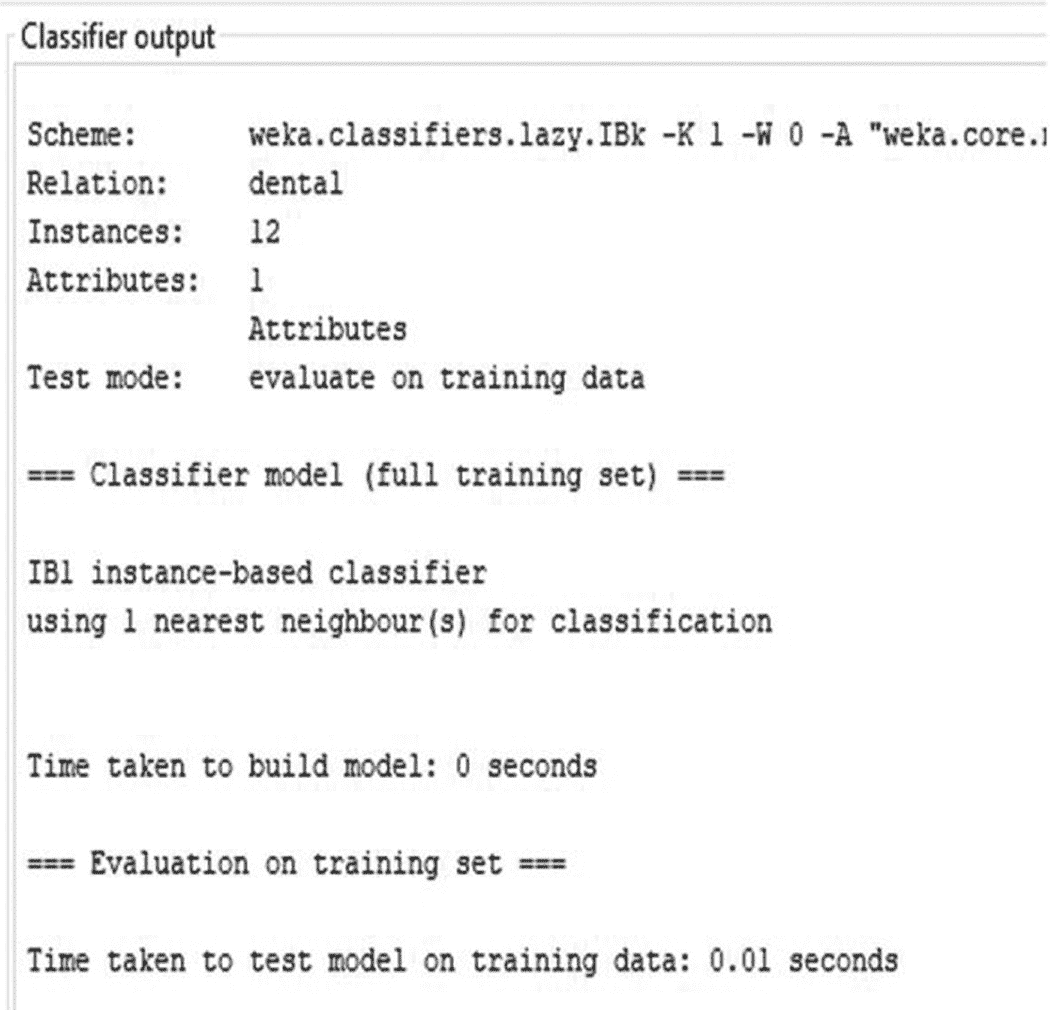 Classifier output
Scheme: weka.classifiers.lazy.IBk -K 1 -W 0 -A "weka.core.
Relation: dental
Instances: 12
Attributes: 1
Attributes
Test mode: evaluate on training data
=== Classifier model (full training set) ===
IB1 instance-based classifier
using 1 nearest neighbour(s) for classification
Time taken to build model: 0 seconds
=== Evaluation on training set ===
Time taken to test model on training data: 0.01 seconds